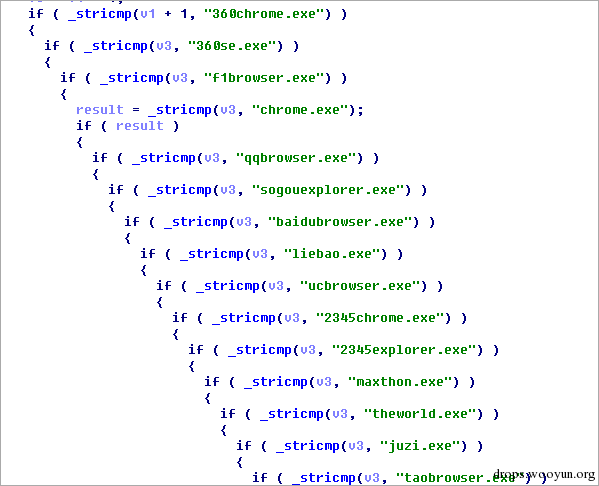 if ( _stricmp(v1 + 1, "360chrome.exe") )
{
if ( _stricmp(v3, "360se.exe") )
{
if ( _stricmp(v3, "f1browser.exe") )
{
result = _stricmp(v3, "chrome.exe");
if ( result )
{
if ( _stricmp(v3, "qqbrowser.exe") )
{
if ( _stricmp(v3, "sogouexplorer.exe") )
{
if ( _stricmp(v3, "baidubrowser.exe") )
{
if ( _stricmp(v3, "liebao.exe") )
{
if ( _stricmp(v3, "ucbrowser.exe") )
{
if ( _stricmp(v3, "2345chrome.exe") )
{
if ( _stricmp(v3, "2345explorer.exe") )
{
if ( _stricmp(v3, "maxthon.exe") )
{
if ( _stricmp(v3, "theworld.exe") )
{
if ( _stricmp(v3, "juzi.exe") )
{
if ( _stricmp(v3, "taobrowser.exe") )
drops.wooyun.org